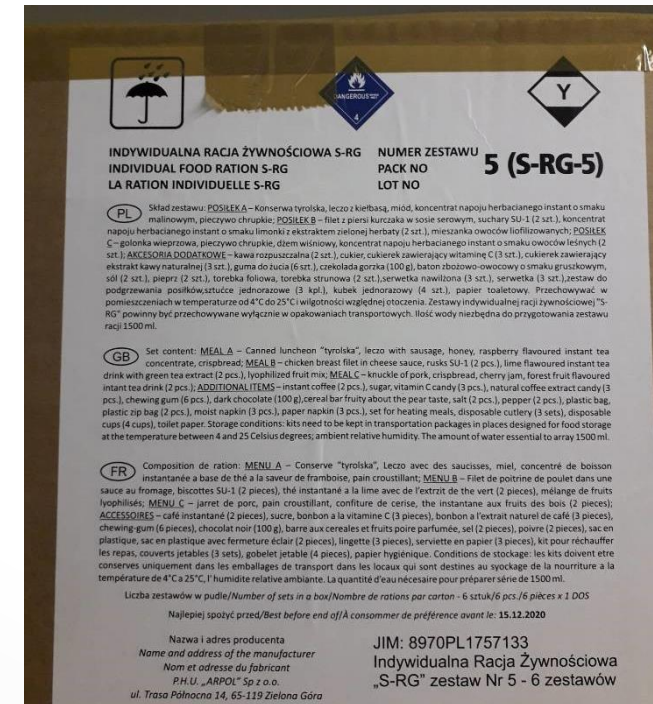 DANGEROUS
4
Y
INDYWIDUALNA RACJA ŻYWNOŚCIOWA S-RG
INDIVIDUAL FOOD RATION S-RG
LA RATION INDIVIDUELLE S-RG
NUMER ZESTAWU
PACK NO
LOT NO
5 (S-RG-5)
PL Skład zestawu: POSIŁEK A – Konserwa tyrolska, leczo z kiełbasą, miód, koncentrat napoju herbacianego instant o smaku
malinowym, pieczywo chrupkie; POSIŁEK B – filet z piersi kurczaka w sosie serowym, suchary SU-1 (2 szt.), koncentrat
napoju herbacianego instant o smaku limonki z ekstraktem zielonej herbaty (2 szt.), mieszanka owoców liofilizowanych; POSIŁEK
C – golonka wieprzowa, pieczywo chrupkie, dżem wiśniowy, koncentrat napoju herbacianego instant o smaku owoców leśnych (2
szt.); AKCESORIA DODATKOWE – kawa rozpuszczalna (2 szt.), cukier, cukierek zawierający witaminę C (3 szt.), cukierek zawierający
ekstrakt kawy naturalnej (3 szt.), guma do żucia (6 szt.), czekolada gorzka (100 g), baton zbożowo-owocowy o smaku gruszkowym,
sól (2 szt.), pieprz (2 szt.), torebka foliowa, torebka strunowa (2 szt.),serwetka nawilżona (3 szt.), serwetka (3 szt.),zestaw do
podgrzewania posiłków,sztućce jednorazowe (3 kpl.), kubek jednorazowy (4 szt.), papier toaletowy. Przechowywać w
pomieszczeniach w temperaturze od 4°C do 25°C i wilgotności względnej otoczenia. Zestawy indywidualnej racji żywnościowej "S-
RG" powinny być przechowywane wyłącznie w opakowaniach transportowych. Ilość wody niezbędna do przygotowania zestawu
racji 1500 ml.
GB Set content: MEAL A – Canned luncheon "tyrolska", leczo with sausage, honey, raspberry flavoured instant tea
concentrate, crispbread; MEAL B – chicken breast filet in cheese sauce, rusks SU-1 (2 pcs.), lime flavoured instant tea
drink with green tea extract (2 pcs.), lyophilized fruit mix; MEAL C – knuckle of pork, crispbread, cherry jam, forest fruit flavoured
intant tea drink (2 pcs.); ADDITIONAL ITEMS – instant coffee (2 pcs.), sugar, vitamin C candy (3 pcs.), natural coffee extract candy (3
pcs.), chewing gum (6 pcs.), dark chocolate (100 g),cereal bar fruity about the pear taste, salt (2 pcs.), pepper (2 pcs.), plastic bag,
plastic zip bag (2 pcs.), moist napkin (3 pcs.), paper napkin (3 pcs.), set for heating meals, disposable cutlery (3 sets), disposable
cups (4 cups), toilet paper. Storage conditions: kits need to be kept in transportation packages in places designed for food storage
at the temperature between 4 and 25 Celsius degrees; ambient relative humidity. The amount of water essential to array 1500 ml.
FR Composition de ration: MENU A – Conserve "tyrolska", Leczo avec des saucisses, miel, concentré de boisson
instantanée a base de thé a la saveur de framboise, pain croustillant; MENU B – Filet de poitrine de poulet dans une
sauce au fromage, biscottes SU-1 (2 pieces), thé instantané a la lime avec de l'extrzit de the vert (2 pieces), mélange de fruits
lyophilisés; MENU C – jarret de porc, pain croustillant, confiture de cerise, the instantane aux fruits des bois (2 pieces);
ACCESSOIRES – café instantané (2 pieces), sucre, bonbon a la vitamine C (3 pieces), bonbon a l'extrait naturel de café (3 pieces),
chewing-gum (6 pieces), chocolat noir (100 g), barre aux cereales et fruits poire parfumée, sel (2 pieces), poivre (2 pieces), sac en
plastique, sac en plastique avec fermeture éclair (2 pieces), lingette (3 pieces), serviette en papier (3 pieces), kit pour réchauffer
les repas, couverts jetables (3 sets), gobelet jetable (4 pieces), papier hygiénique. Conditions de stockage: les kits doivent etre
conserves uniquement dans les emballages de transport dans les locaux qui sont destines au syockage de la nourriture a la
température de 4°C a 25°C, l' humidite relative ambiante. La quantité d'eau nécesaire pour préparer série de 1500 ml.
Liczba zestawów w pudle/Number of sets in a box/Nombre de rations par carton - 6 sztuk/6 pcs./6 pièces x 1 DOS
Najlepiej spożyć przed/Best before end of/À consommer de préférence avant le: 15.12.2020
Nazwa i adres producenta
Name and address of the manufacturer
Nom et adresse du fabricant
P.H.U. „ARPOL" Sp z o.o.
ul. Trasa Północna 14, 65-119 Zielona Góra
JIM: 8970PL1757133
Indywidualna Racja Żywnościowa
„S-RG" zestaw Nr 5 - 6 zestawów